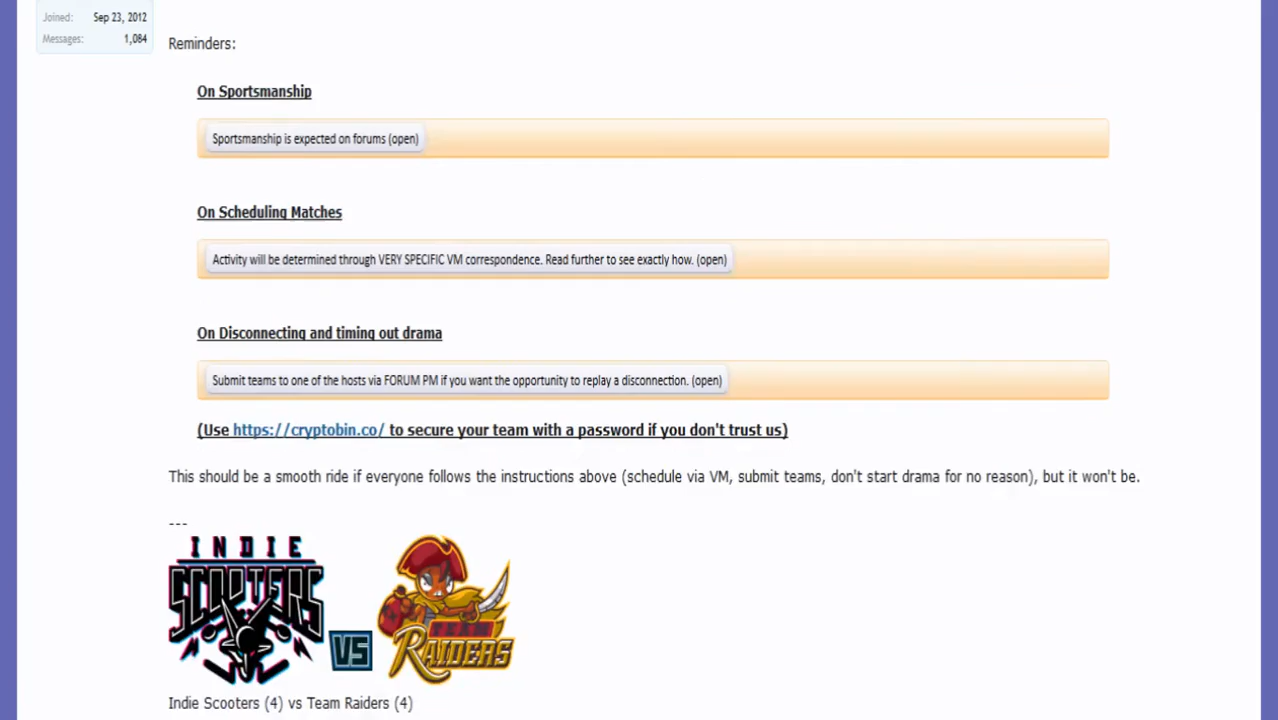 Joined: Sep 23, 2012
Messages: 1,084
Reminders:
On Sportsmanship
Sportsmanship is expected on forums (open)
On Scheduling Matches
Activity will be determined through VERY SPECIFIC VM correspondence. Read further to see exactly how. (open)
On Disconnecting and timing out drama
Submit teams to one of the hosts via FORUM PM if you want the opportunity to replay a disconnection. (open)
(Use https://cryptobin.co/ to secure your team with a password if you don't trust us)
This should be a smooth ride if everyone follows the instructions above (schedule via VM, submit teams, don't start drama for no reason), but it won't be.
---
INDIE
SCOOTERS
VS
TEAM
RAIDERS
Indie Scooters (4) vs Team Raiders (4)